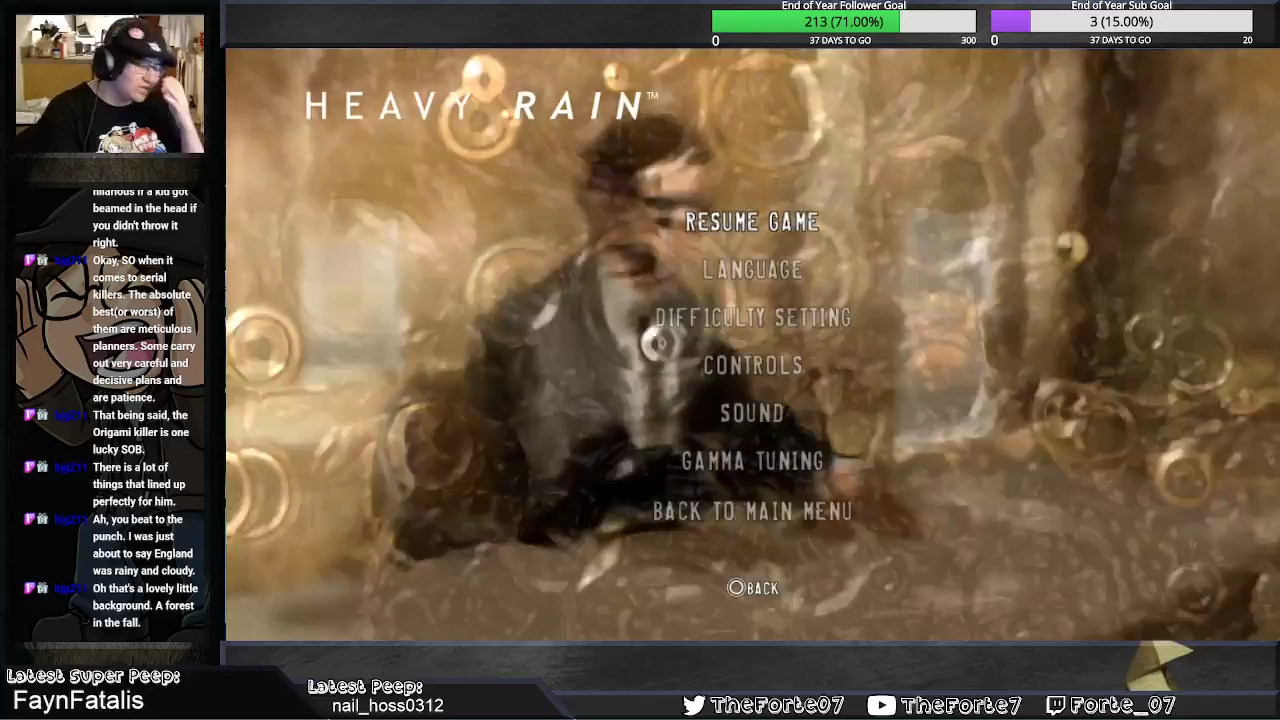 End of Year Follower Goal
213 (71.00%)
0
37 DAYS TO GO
300
End of Year Sub Goal
3 (15.00%)
0
37 DAYS TO GO
20
HEAVY RAIN™
RESUME GAME
LANGUAGE
DIFFICULTY SETTING
CONTROLS
SOUND
GAMMA TUNING
BACK TO MAIN MENU
BACK
hilarious if a kid got
beamed in the head if
you didn't throw it
right.
Okay, SO when it
comes to serial
killers. The absolute
best(or worst) of
them are meticulous
planners. Some carry
out very careful and
decisive plans and
are patience.
That being said, the
Origami killer is one
lucky SOB.
There is a lot of
things that lined up
perfectly for him.
Ah, you beat to the
punch. I was just
about to say England
was rainy and cloudy.
Oh that's a lovely little
background. A forest
in the fall.
Latest Super Peep:
FaynFatalis
Latest Peep:
nail_hoss0312
TheForte07
TheForte7
Forte_07